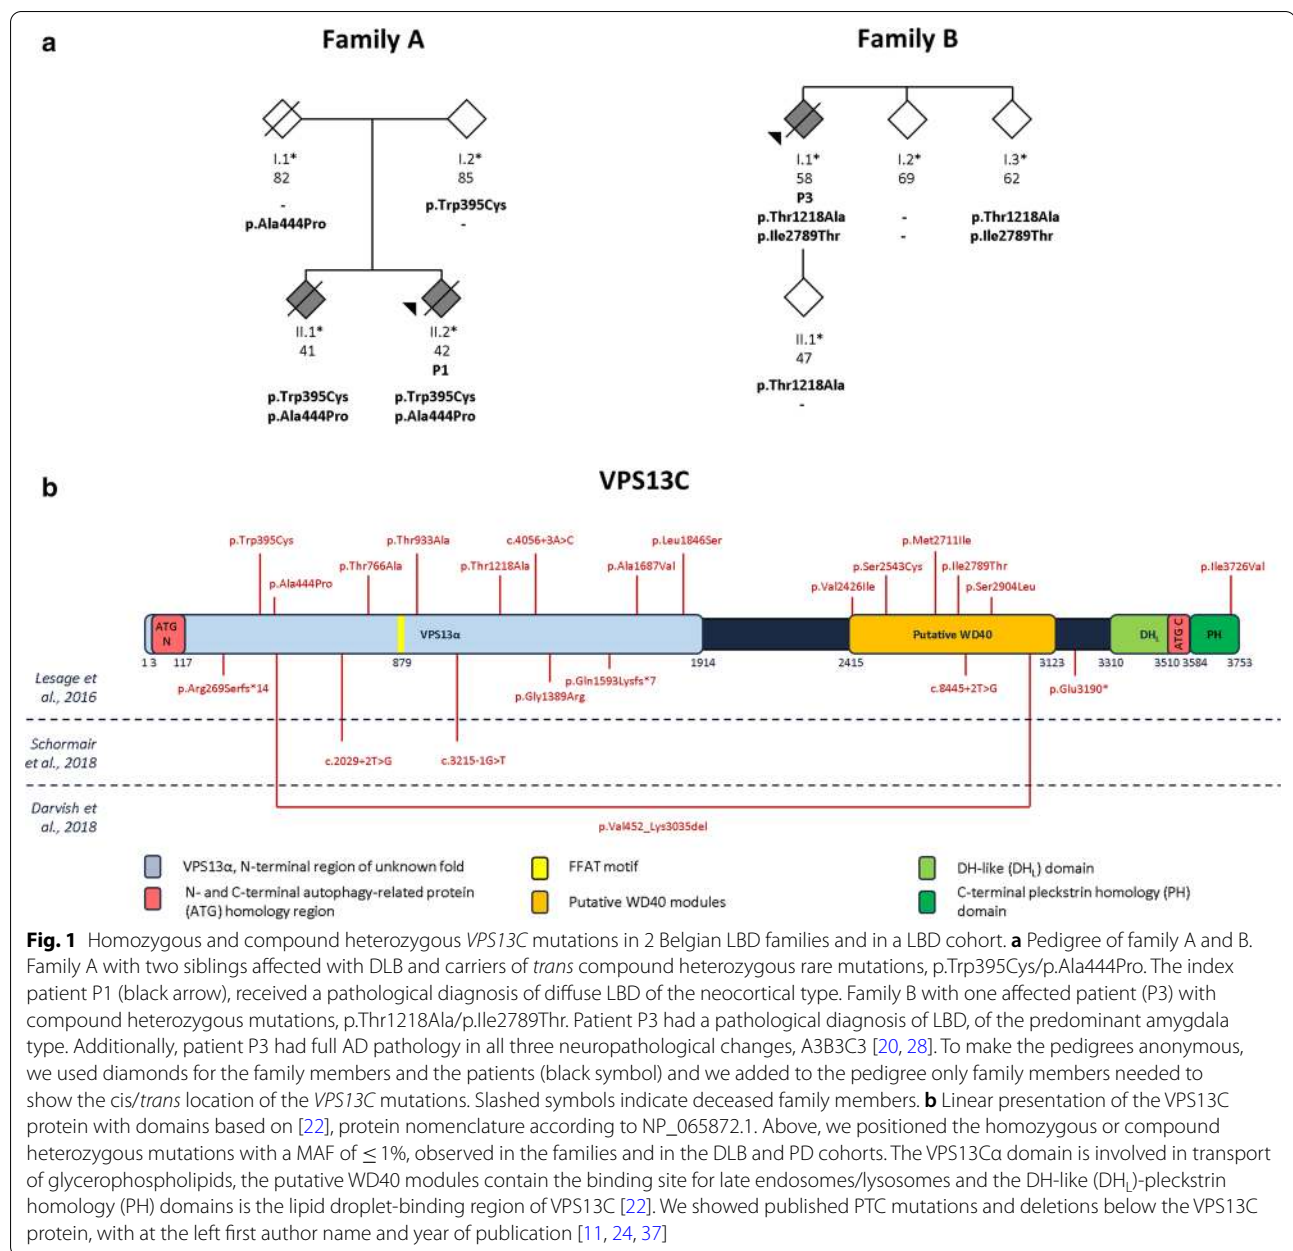 a
Family A
Family B
I.1*
82
-
p.Ala444Pro
I.2*
85
p.Trp395Cys
-
II.1*
41
p.Trp395Cys
p.Ala444Pro
II.2*
42
P1
p.Trp395Cys
p.Ala444Pro
I.1*
58
P3
p.Thr1218Ala
p.Ile2789Thr
I.2*
69
-
-
I.3*
62
p.Thr1218Ala
p.Ile2789Thr
II.1*
47
p.Thr1218Ala
-
b
VPS13C
p.Trp395Cys
p.Thr933Ala
c.4056+3A>C
p.Leu1846Ser
p.Met2711Ile
p.Ala444Pro
p.Thr766Ala
p.Thr1218Ala
p.Ala1687Val
p.Val2426Ile
p.Ser2543Cys
p.Ile2789Thr
p.Ser2904Leu
p.Ile3726Val
ATG N
VPS13α
Putative WD40
DHL
ATG C
PH
1 3 117 879 1914 2415 3123 3310 3510 3584 3753
Lesage et
al., 2016
p.Arg269Serfs*14
p.Gly1389Arg
p.Gln1593Lysfs*7
c.8445+2T>G
p.Glu3190*
Schormair
et al., 2018
c.2029+2T>G
c.3215-1G>T
Darvish et
al., 2018
p.Val452_Lys3035del
VPS13α, N-terminal region of unknown fold
N- and C-terminal autophagy-related protein
(ATG) homology region
FFAT motif
Putative WD40 modules
DH-like (DHL) domain
C-terminal pleckstrin homology (PH)
domain
Fig. 1 Homozygous and compound heterozygous VPS13C mutations in 2 Belgian LBD families and in a LBD cohort. a Pedigree of family A and B.
Family A with two siblings affected with DLB and carriers of trans compound heterozygous rare mutations, p.Trp395Cys/p.Ala444Pro. The index
patient P1 (black arrow), received a pathological diagnosis of diffuse LBD of the neocortical type. Family B with one affected patient (P3) with
compound heterozygous mutations, p.Thr1218Ala/p.Ile2789Thr. Patient P3 had a pathological diagnosis of LBD, of the predominant amygdala
type. Additionally, patient P3 had full AD pathology in all three neuropathological changes, A3B3C3 [20, 28]. To make the pedigrees anonymous,
we used diamonds for the family members and the patients (black symbol) and we added to the pedigree only family members needed to
show the cis/trans location of the VPS13C mutations. Slashed symbols indicate deceased family members. b Linear presentation of the VPS13C
protein with domains based on [22], protein nomenclature according to NP_065872.1. Above, we positioned the homozygous or compound
heterozygous mutations with a MAF of ≤ 1%, observed in the families and in the DLB and PD cohorts. The VPS13Cα domain is involved in transport
of glycerophospholipids, the putative WD40 modules contain the binding site for late endosomes/lysosomes and the DH-like (DHL)-pleckstrin
homology (PH) domains is the lipid droplet-binding region of VPS13C [22]. We showed published PTC mutations and deletions below the VPS13C
protein, with at the left first author name and year of publication [11, 24, 37]